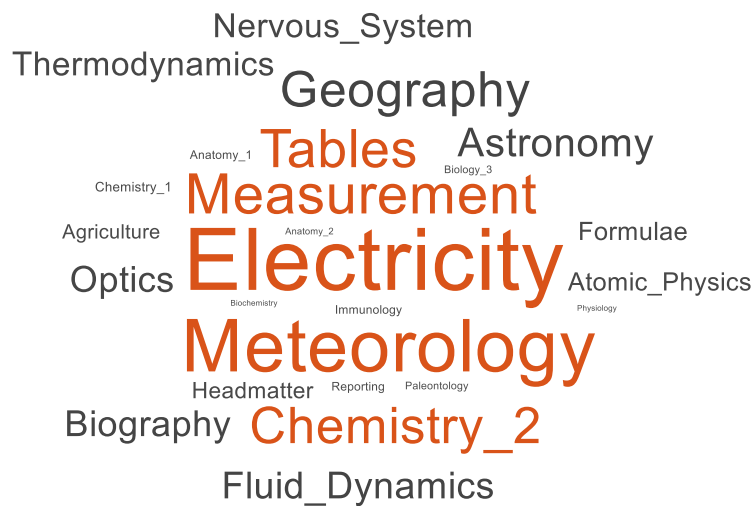 Nervous_System
Thermodynamics
Geography
Tables
Astronomy
Anatomy_1
Biology_3
Chemistry_1
Measurement
Agriculture
Anatomy_2
Formulae
Electricity
Optics
Atomic_Physics
Biochemistry
Immunology
Physiology
Meteorology
Headmatter
Reporting
Paleontology
Biography
Chemistry_2
Fluid_Dynamics